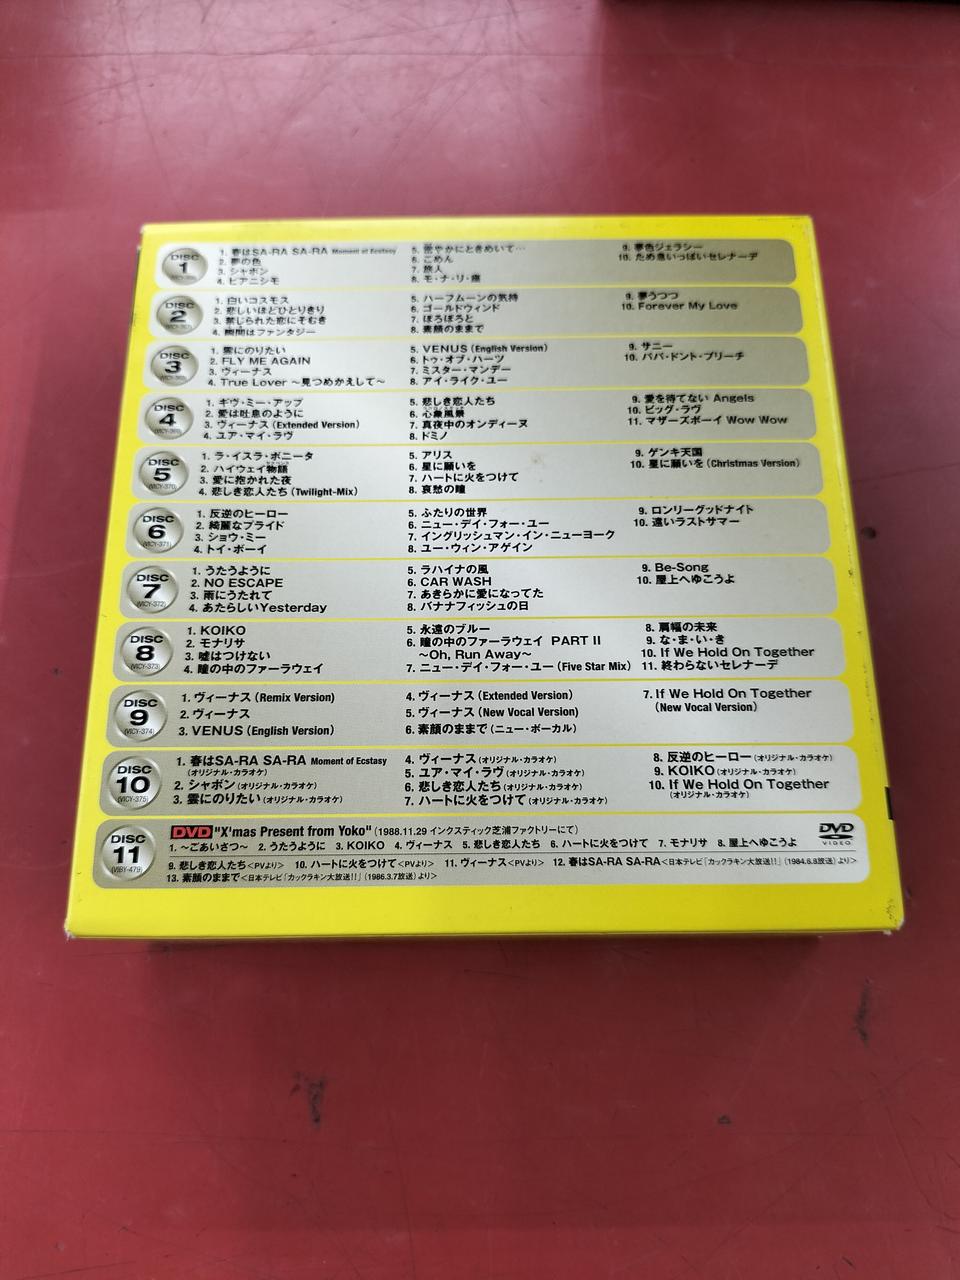 DISC 1
1. 春はSA-RA SA-RA Moment of Ecstasy
2. 夢の色
3. シャボン
4. ピアニシモ
5. 密やかにときめいて…
6. ごめん
7. 旅人
8. モ・ナ・リ・座
9. 夢色ジェラシー
10. ため息いっぱいセレナーデ
DISC 2
1. 白いコスモス
2. 悲しいほどひとりきり
3. 禁じられた恋にそむき
4. 瞬間はファンタジー
5. ハーフムーンの気持
6. ゴールドウィンド
7. ぽろぽろと
8. 素顔のままで
9. 夢うつつ
10. Forever My Love
DISC 3
1. 雲にのりたい
2. FLY ME AGAIN
3. ヴィーナス
4. True Lover 〜見つめかえして〜
5. VENUS (English Version)
6. トゥ・オブ・ハーツ
7. ミスター・マンデー
8. アイ・ライク・ユー
9. サニー
10. パパ・ドント・プリーチ
DISC 4
1. ギヴ・ミー・アップ
2. 愛は吐息のように
3. ヴィーナス (Extended Version)
4. ユア・マイ・ラヴ
5. 悲しき恋人たち
6. 心象風景
7. 真夜中のオンディーヌ
8. ドミノ
9. 愛を待てない Angels
10. ビッグ・ラヴ
11. マザーズボーイ Wow Wow
DISC 5
(VICY-370)
1. ラ・イスラ・ボニータ
2. ハイウェイ物語
3. 愛に抱かれた夜
4. 悲しき恋人たち (Twilight-Mix)
5. アリス
6. 星に願いを
7. ハートに火をつけて
8. 哀愁の瞳
9. ゲンキ天国
10. 星に願いを (Christmas Version)
DISC 6
(VICY-371)
1. 反逆のヒーロー
2. 綺麗なプライド
3. ショウ・ミー
4. トイ・ボーイ
5. ふたりの世界
6. ニュー・デイ・フォー・ユー
7. イングリッシュマン・イン・ニューヨーク
8. ユー・ウィン・アゲイン
9. ロンリーグッドナイト
10. 遠いラストサマー
DISC 7
(VICY-372)
1. うたうように
2. NO ESCAPE
3. 雨にうたれて
4. あたらしいYesterday
5. ラハイナの風
6. CAR WASH
7. あきらかに愛になってた
8. バナナフィッシュの日
9. Be-Song
10. 屋上へゆこうよ
DISC 8
(VICY-373)
1. KOIKO
2. モナリサ
3. 嘘はつけない
4. 瞳の中のファーラウェイ
5. 永遠のブルー
6. 瞳の中のファーラウェイ PART II
〜Oh, Run Away〜
7. ニュー・デイ・フォー・ユー (Five Star Mix)
8. 肩幅の未来
9. な・ま・い・き
10. If We Hold On Together
11. 終わらないセレナーデ
DISC 9
(VICY-374)
1. ヴィーナス (Remix Version)
2. ヴィーナス
3. VENUS (English Version)
4. ヴィーナス (Extended Version)
5. ヴィーナス (New Vocal Version)
6. 素顔のままで (ニュー・ボーカル)
7. If We Hold On Together
(New Vocal Version)
DISC 10
(VICY-375)
1. 春はSA-RA SA-RA Moment of Ecstasy
(オリジナル・カラオケ)
2. シャボン (オリジナル・カラオケ)
3. 雲にのりたい (オリジナル・カラオケ)
4. ヴィーナス (オリジナル・カラオケ)
5. ユア・マイ・ラヴ (オリジナル・カラオケ)
6. 悲しき恋人たち (オリジナル・カラオケ)
7. ハートに火をつけて (オリジナル・カラオケ)
8. 反逆のヒーロー (オリジナル・カラオケ)
9. KOIKO (オリジナル・カラオケ)
10. If We Hold On Together
(オリジナル・カラオケ)
DISC 11
(VIBY-479)
DVD "X'mas Present from Yoko" (1988.11.29 インクスティック芝浦ファクトリーにて)
1. 〜ごあいさつ〜 2. うたうように 3. KOIKO 4. ヴィーナス 5. 悲しき恋人たち 6. ハートに火をつけて 7. モナリサ 8. 屋上へゆこうよ
9. 悲しき恋人たち<PVより> 10. ハートに火をつけて<PVより> 11. ヴィーナス<PVより> 12. 春はSA-RA SA-RA<日本テレビ「カックラキン大放送!!」(1984.6.8放送)より>
13. 素顔のままで<日本テレビ「カックラキン大放送!!」(1986.3.7放送)より>
DVD
VIDEO